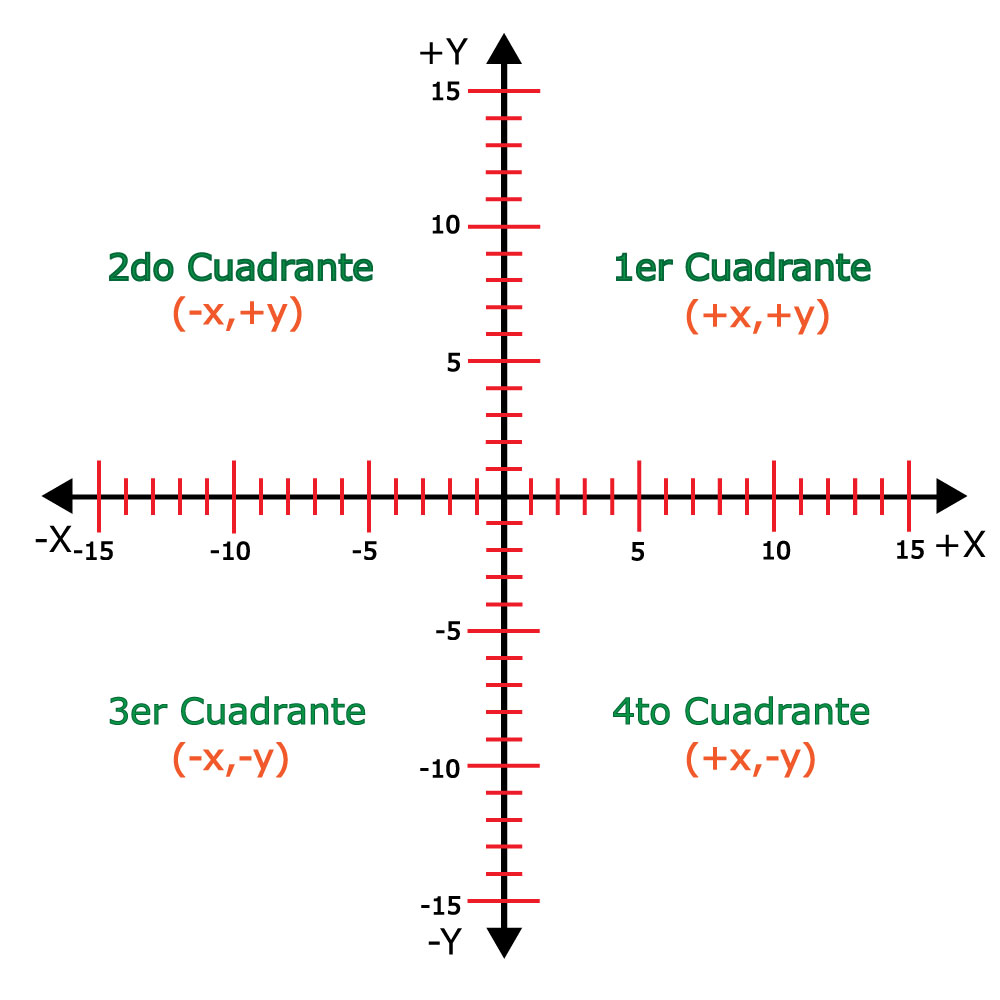 +Y
15
10
2do Cuadrante
(-x,+y)
1er Cuadrante
(+x,+y)
5
-X
-15
-10
-5
5
10
15
+X
-5
3er Cuadrante
(-x,-y)
4to Cuadrante
(+x,-y)
-10
-15
-Y